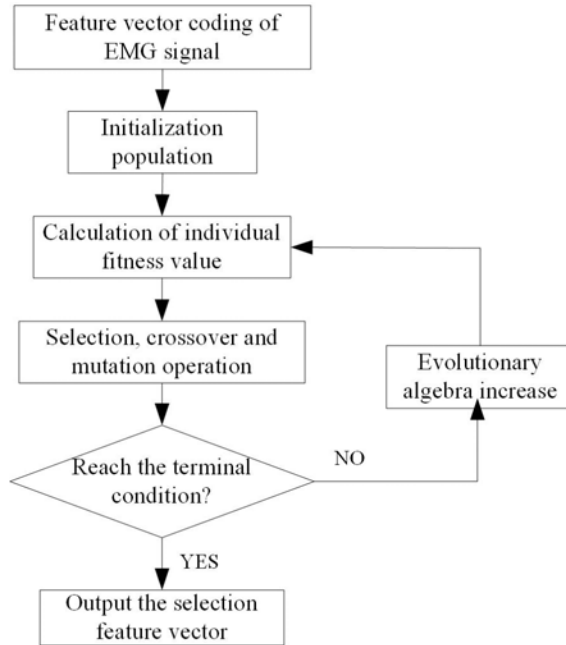 Feature vector coding of
EMG signal
Initialization
population
Calculation of individual
fitness value
Selection, crossover and
mutation operation
Evolutionary
algebra increase
Reach the terminal
condition?
NO
YES
Output the selection
feature vector